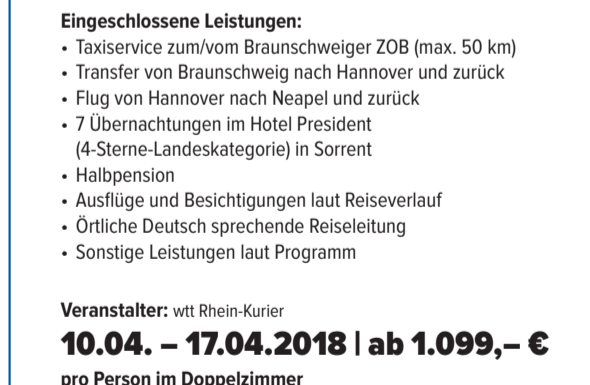 Eingeschlossene Leistungen:
• Taxiservice zum/vom Braunschweiger ZOB (max. 50 km)
• Transfer von Braunschweig nach Hannover und zurück
• Flug von Hannover nach Neapel und zurück
• 7 Übernachtungen im Hotel President
(4-Sterne-Landeskategorie) in Sorrent
• Halbpension
• Ausflüge und Besichtigungen laut Reiseverlauf
• Örtliche Deutsch sprechende Reiseleitung
• Sonstige Leistungen laut Programm
Veranstalter: wtt Rhein-Kurier
10.04. – 17.04.2018 | ab 1.099,– €
pro Person im Doppelzimmer